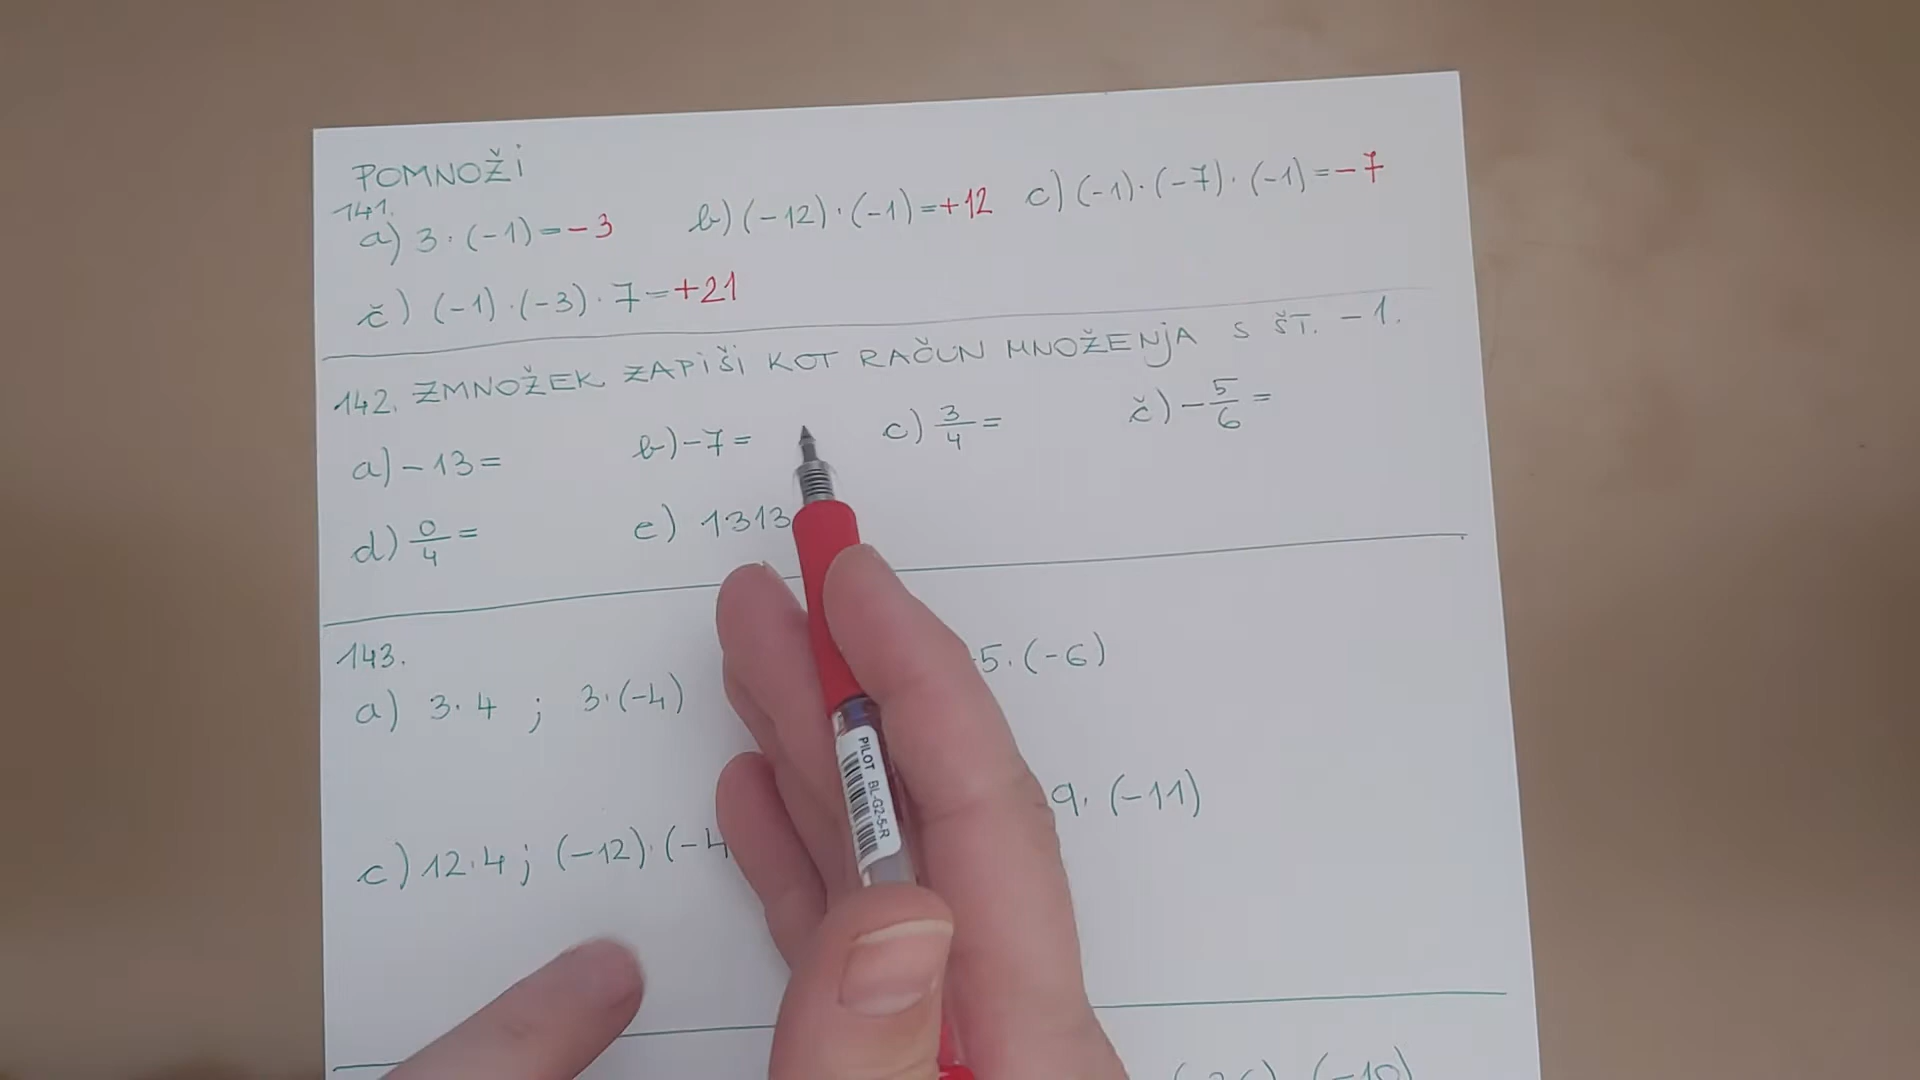 POMNOŽI
141.
a) 3·(-1)=-3 b) (-12)·(-1)=+12 c) (-1)·(-7)·(-1)=-7
č) (-1)·(-3)·7=+21
142. ZMNOŽEK ZAPIŠI KOT RAČUN MNOŽENJA S ŠT. -1.
a) -13= b) -7= c) 3/4= č) -5/6=
d) 0/4= e) 1313
143.
a) 3·4 ; 3·(-4) 5·(-6)
c) 12·4 ; (-12)·(-4 9·(-11)
(-10)
PILOT BL-G2-5-R